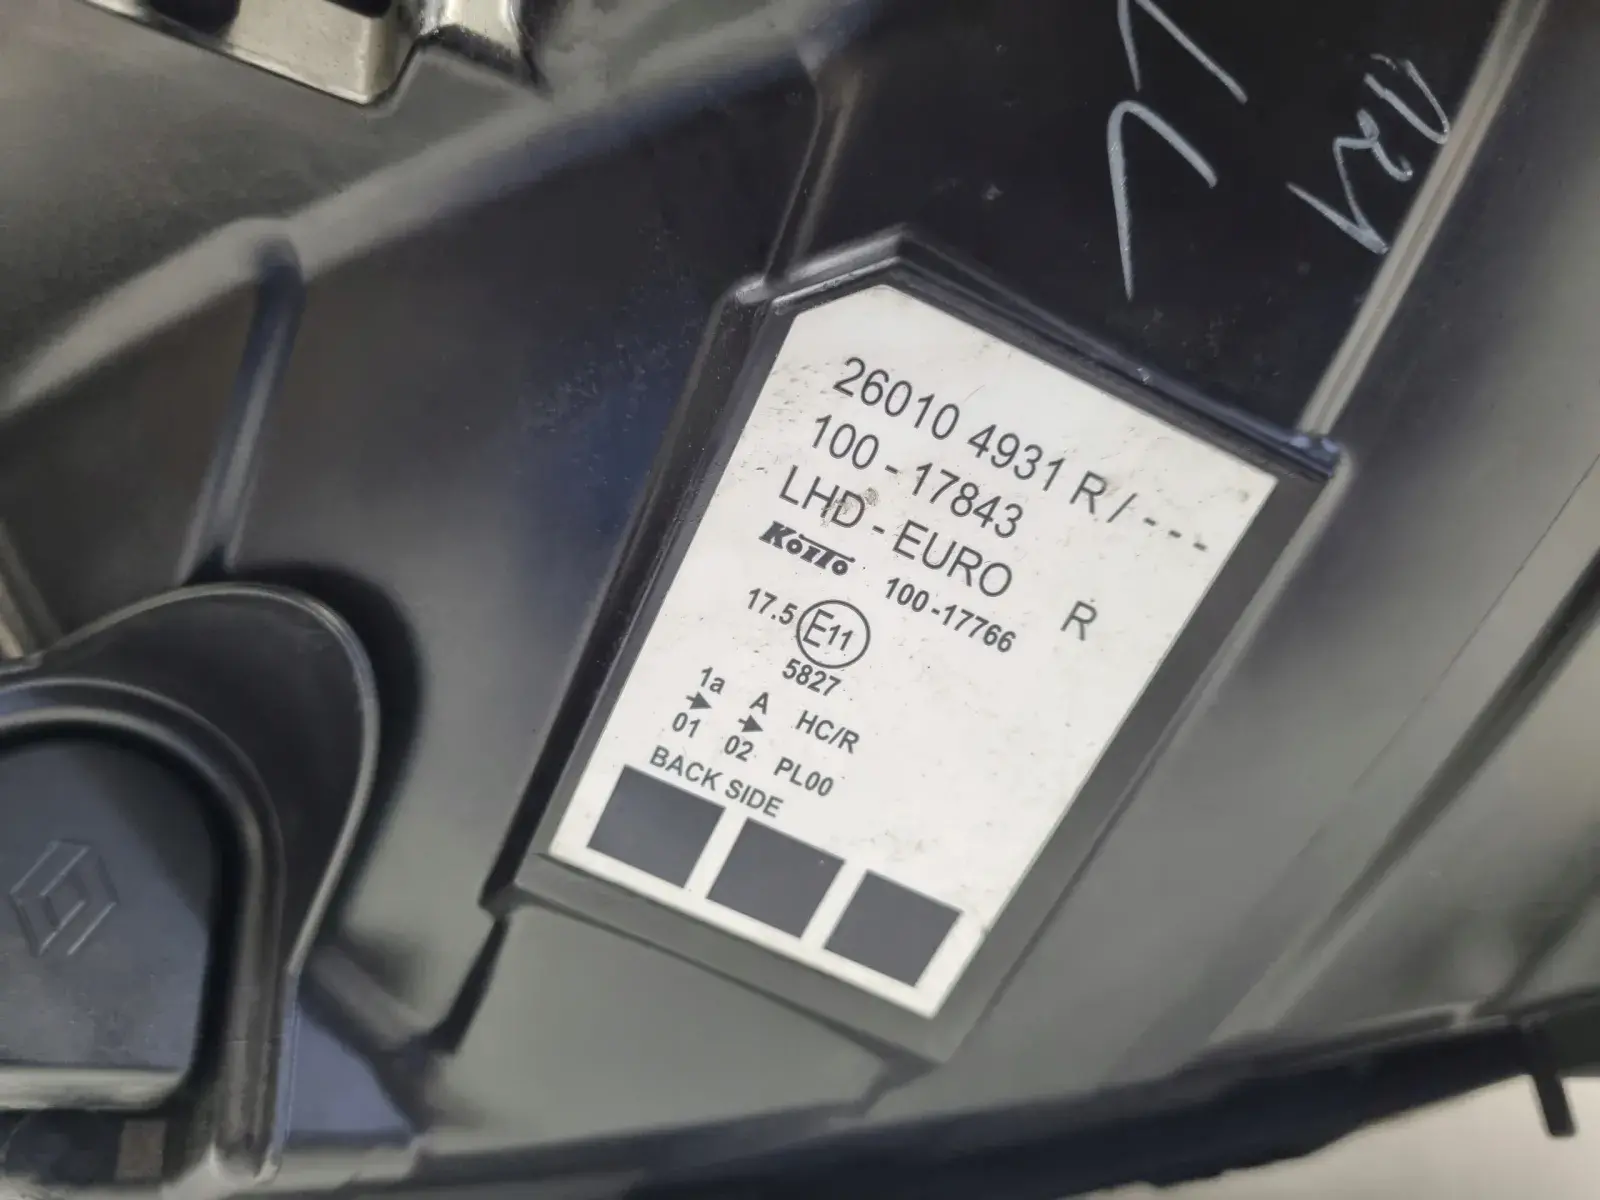 26010 4931 R / - - -
100 - 17843
LHD - EURO R
KOITO 100-17766
17.5 E11
5827
1a A HC/R
01 02 PL00
BACK SIDE